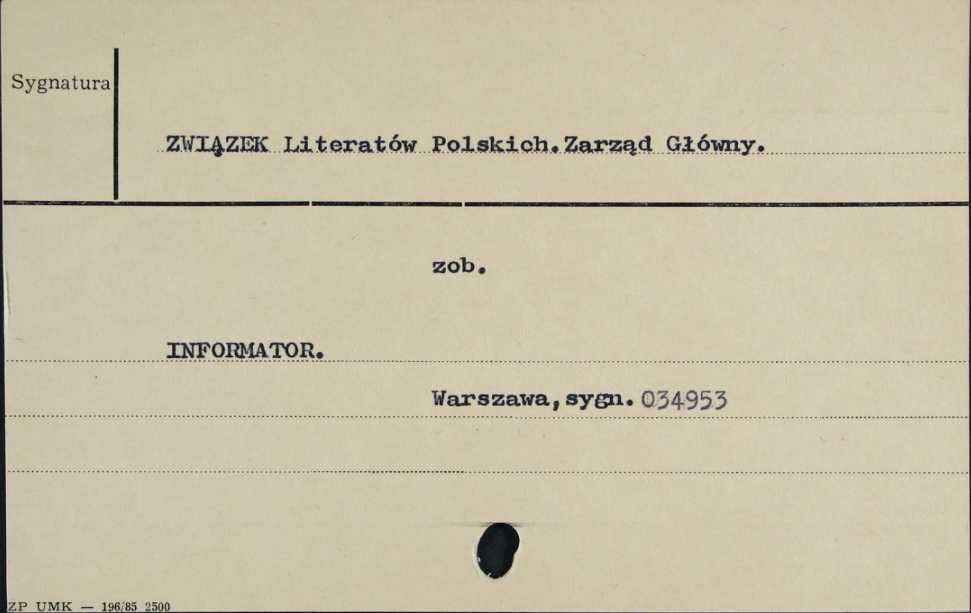 Sygnatura
ZWIĄZEK Literatów Polskich.Zarząd Główny.
zob.
INFORMATOR.
Warszawa,sygn. 034953
ZP UMK — 196/85 2500